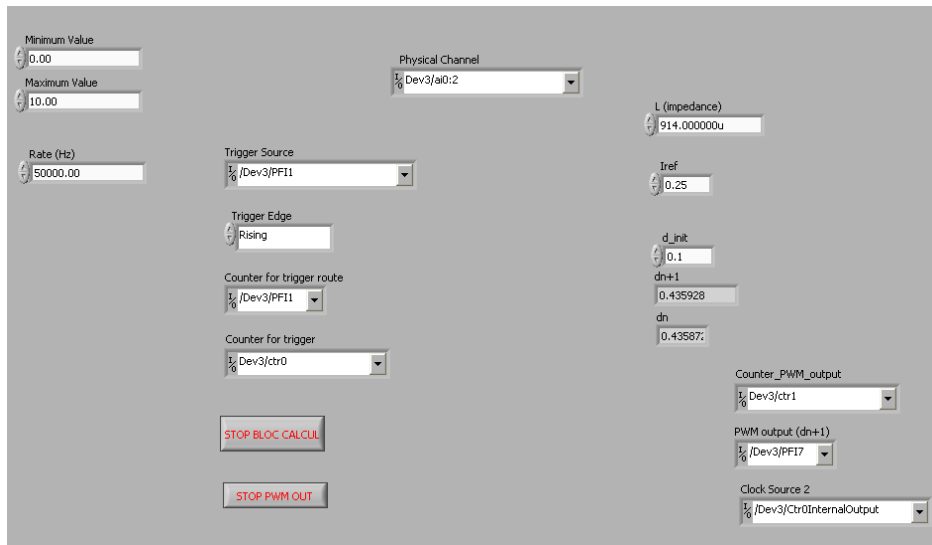 Minimum Value
0.00
Maximum Value
10.00
Rate (Hz)
50000.00
Physical Channel
Dev3/ai0:2
Trigger Source
/Dev3/PFI1
Trigger Edge
Rising
Counter for trigger route
/Dev3/PFI1
Counter for trigger
Dev3/ctr0
STOP BLOC CALCUL
STOP PWM OUT
L (impedance)
914.000000u
Iref
0.25
d_init
0.1
dn+1
0.435928
dn
0.435872
Counter_PWM_output
Dev3/ctr1
PWM output (dn+1)
/Dev3/PFI7
Clock Source 2
/Dev3/Ctr0InternalOutput